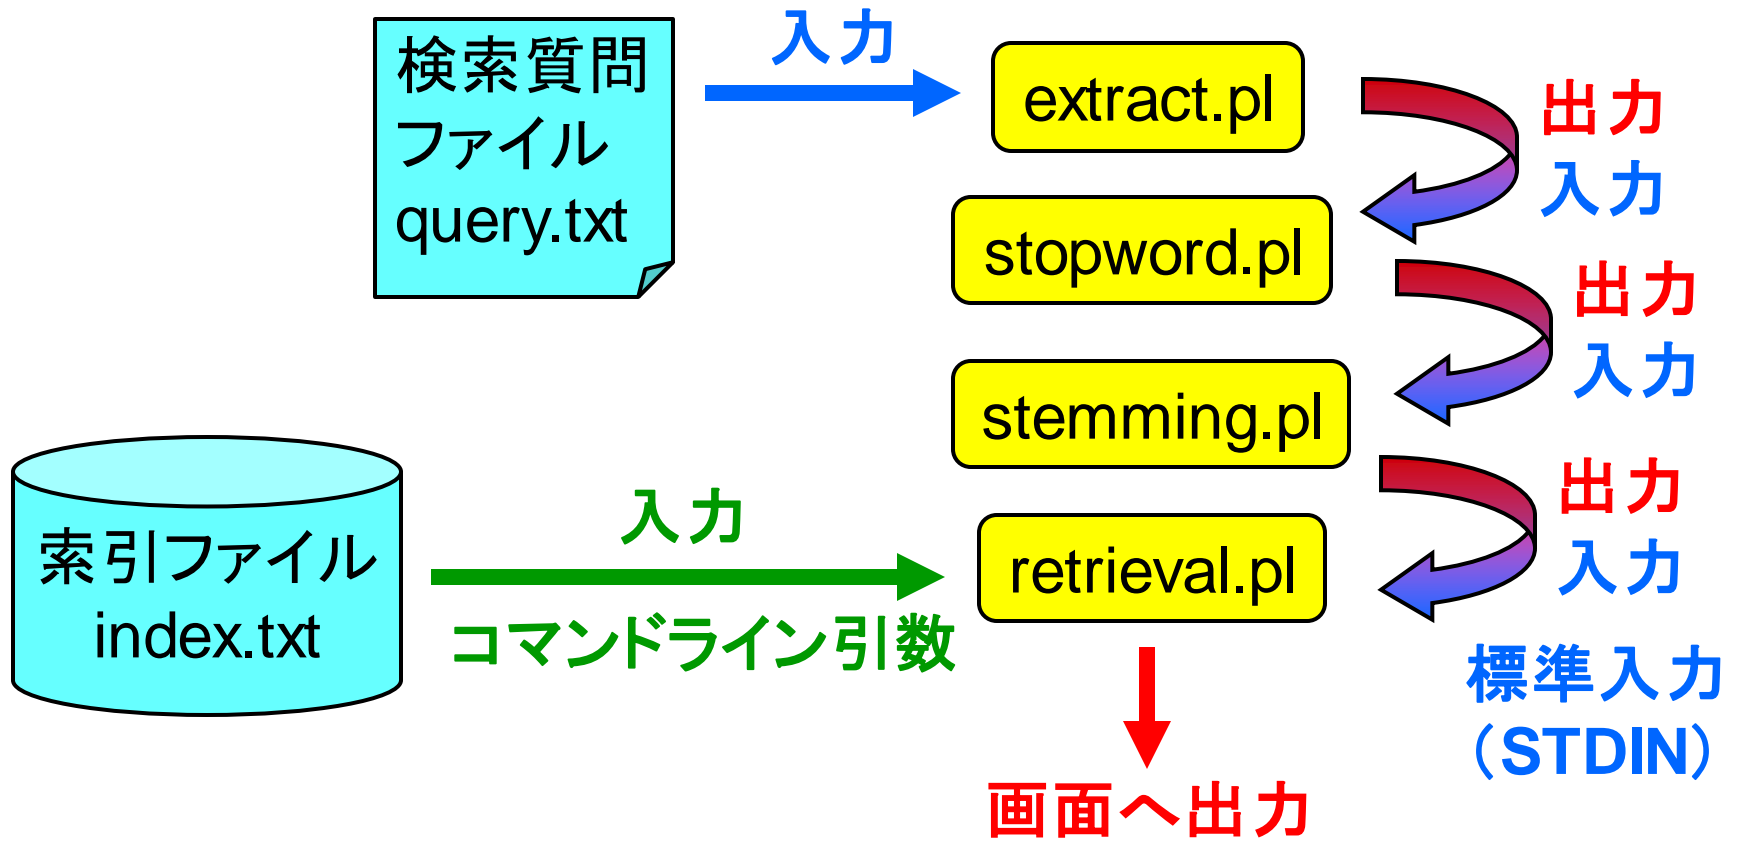 検索質問
ファイル
query.txt
入力
extract.pl
出力
入力
stopword.pl
出力
入力
stemming.pl
出力
入力
標準入力
（STDIN）
索引ファイル
index.txt
入力
コマンドライン引数
retrieval.pl
画面へ出力